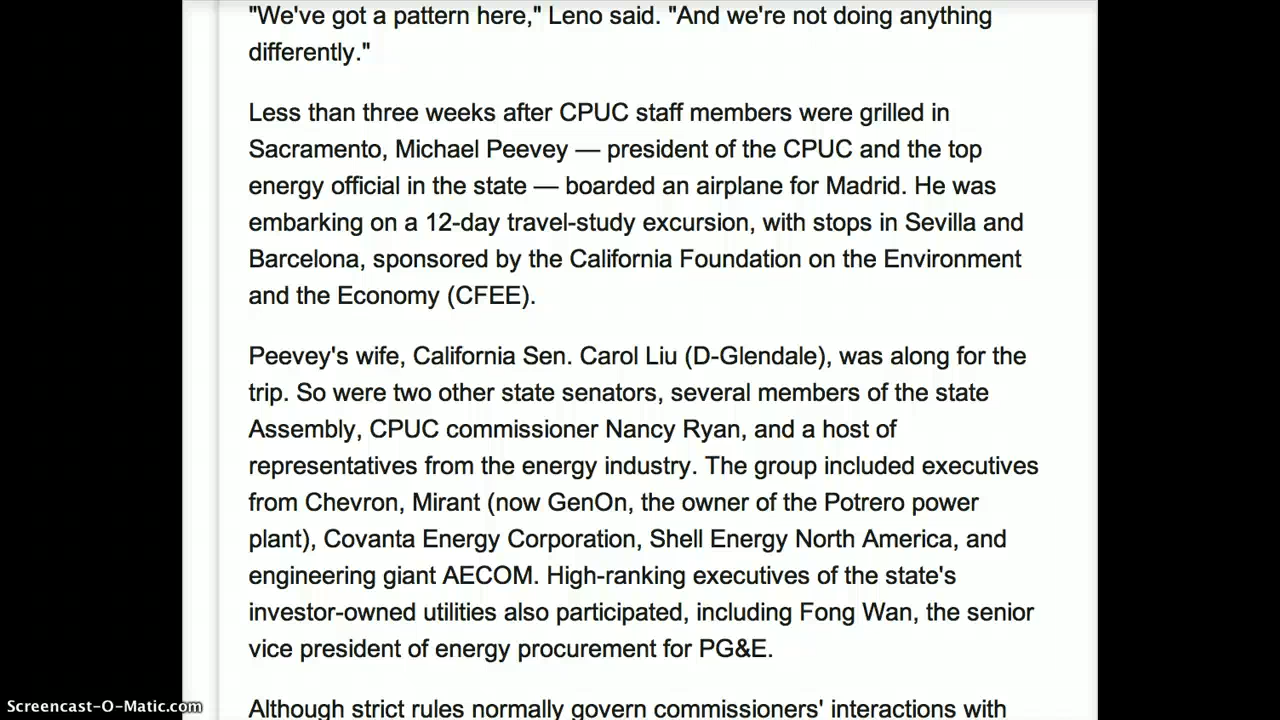 "We've got a pattern here," Leno said. "And we're not doing anything
differently."
Less than three weeks after CPUC staff members were grilled in
Sacramento, Michael Peevey — president of the CPUC and the top
energy official in the state — boarded an airplane for Madrid. He was
embarking on a 12-day travel-study excursion, with stops in Sevilla and
Barcelona, sponsored by the California Foundation on the Environment
and the Economy (CFEE).
Peevey's wife, California Sen. Carol Liu (D-Glendale), was along for the
trip. So were two other state senators, several members of the state
Assembly, CPUC commissioner Nancy Ryan, and a host of
representatives from the energy industry. The group included executives
from Chevron, Mirant (now GenOn, the owner of the Potrero power
plant), Covanta Energy Corporation, Shell Energy North America, and
engineering giant AECOM. High-ranking executives of the state's
investor-owned utilities also participated, including Fong Wan, the senior
vice president of energy procurement for PG&E.
Although strict rules normally govern commissioners' interactions with
Screencast-O-Matic.com